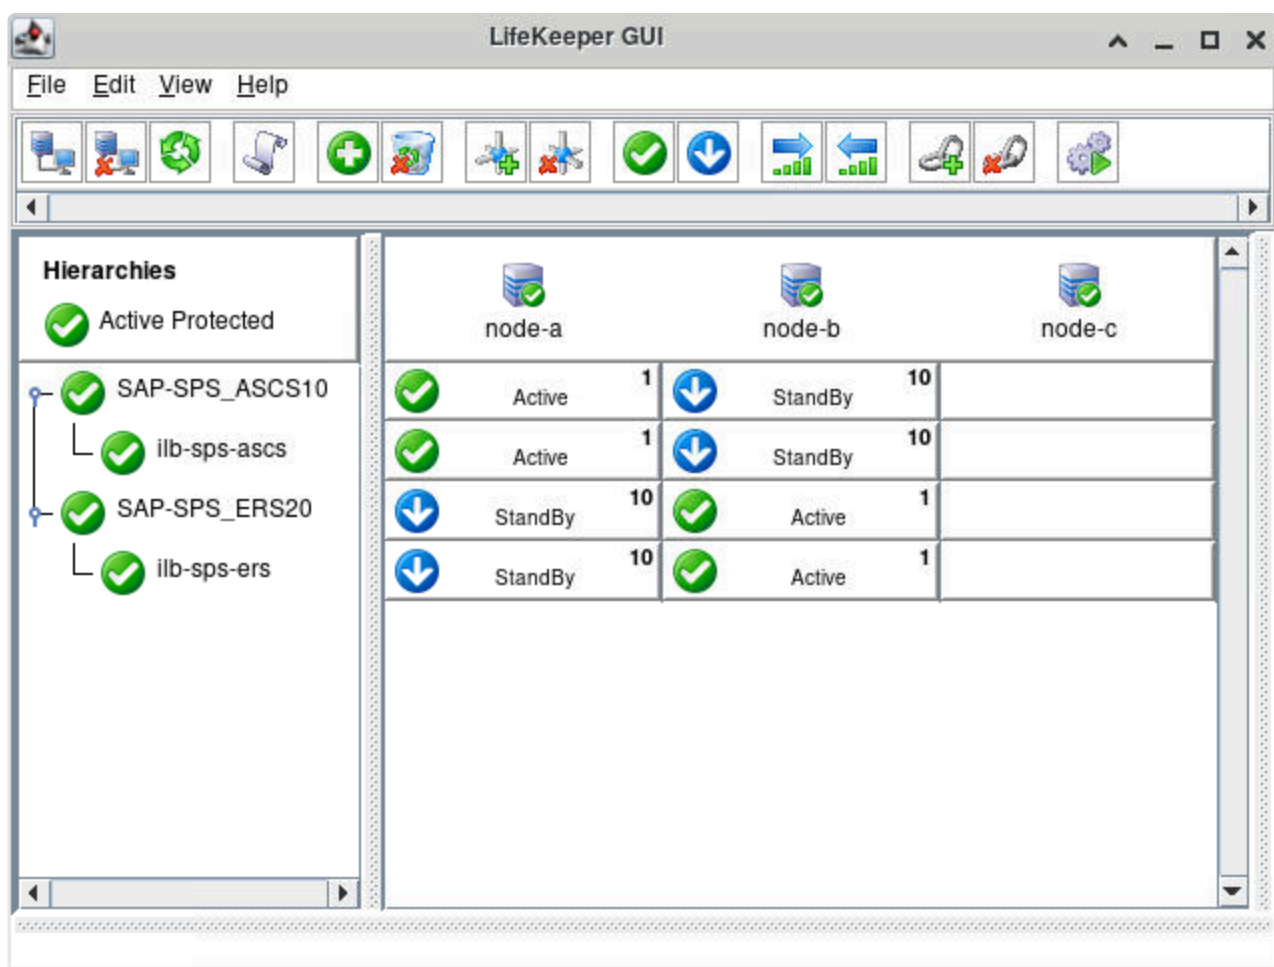 LifeKeeper GUI
File Edit View Help
Hierarchies
Active Protected
node-a node-b node-c
SAP-SPS_ASCS10 Active 1 StandBy 10
ilb-sps-ascs Active 1 StandBy 10
SAP-SPS_ERS20 StandBy 10 Active 1
ilb-sps-ers StandBy 10 Active 1